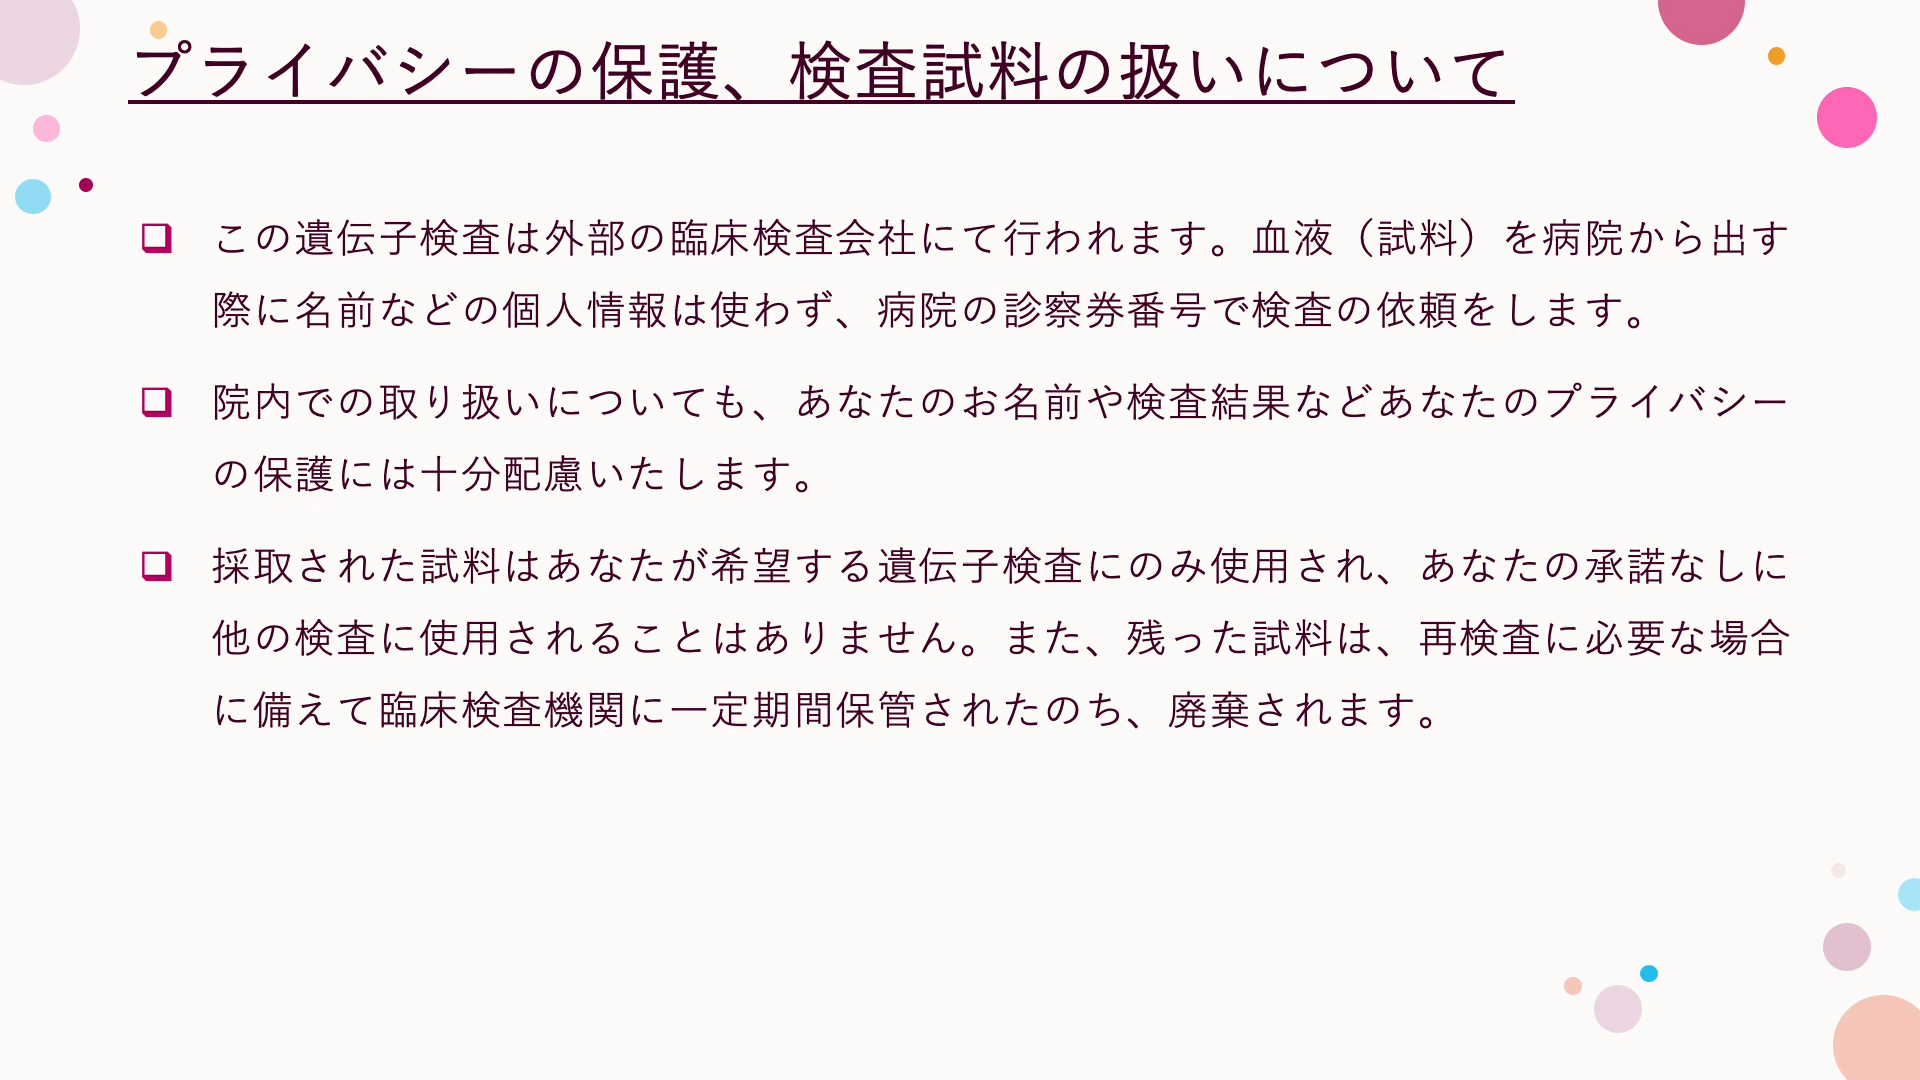 プライバシーの保護、検査試料の扱いについて
この遺伝子検査は外部の臨床検査会社にて行われます。血液（試料）を病院から出す
際に名前などの個人情報は使わず、病院の診察券番号で検査の依頼をします。
院内での取り扱いについても、あなたのお名前や検査結果などあなたのプライバシー
の保護には十分配慮いたします。
採取された試料はあなたが希望する遺伝子検査にのみ使用され、あなたの承諾なしに
他の検査に使用されることはありません。また、残った試料は、再検査に必要な場合
に備えて臨床検査機関に一定期間保管されたのち、廃棄されます。